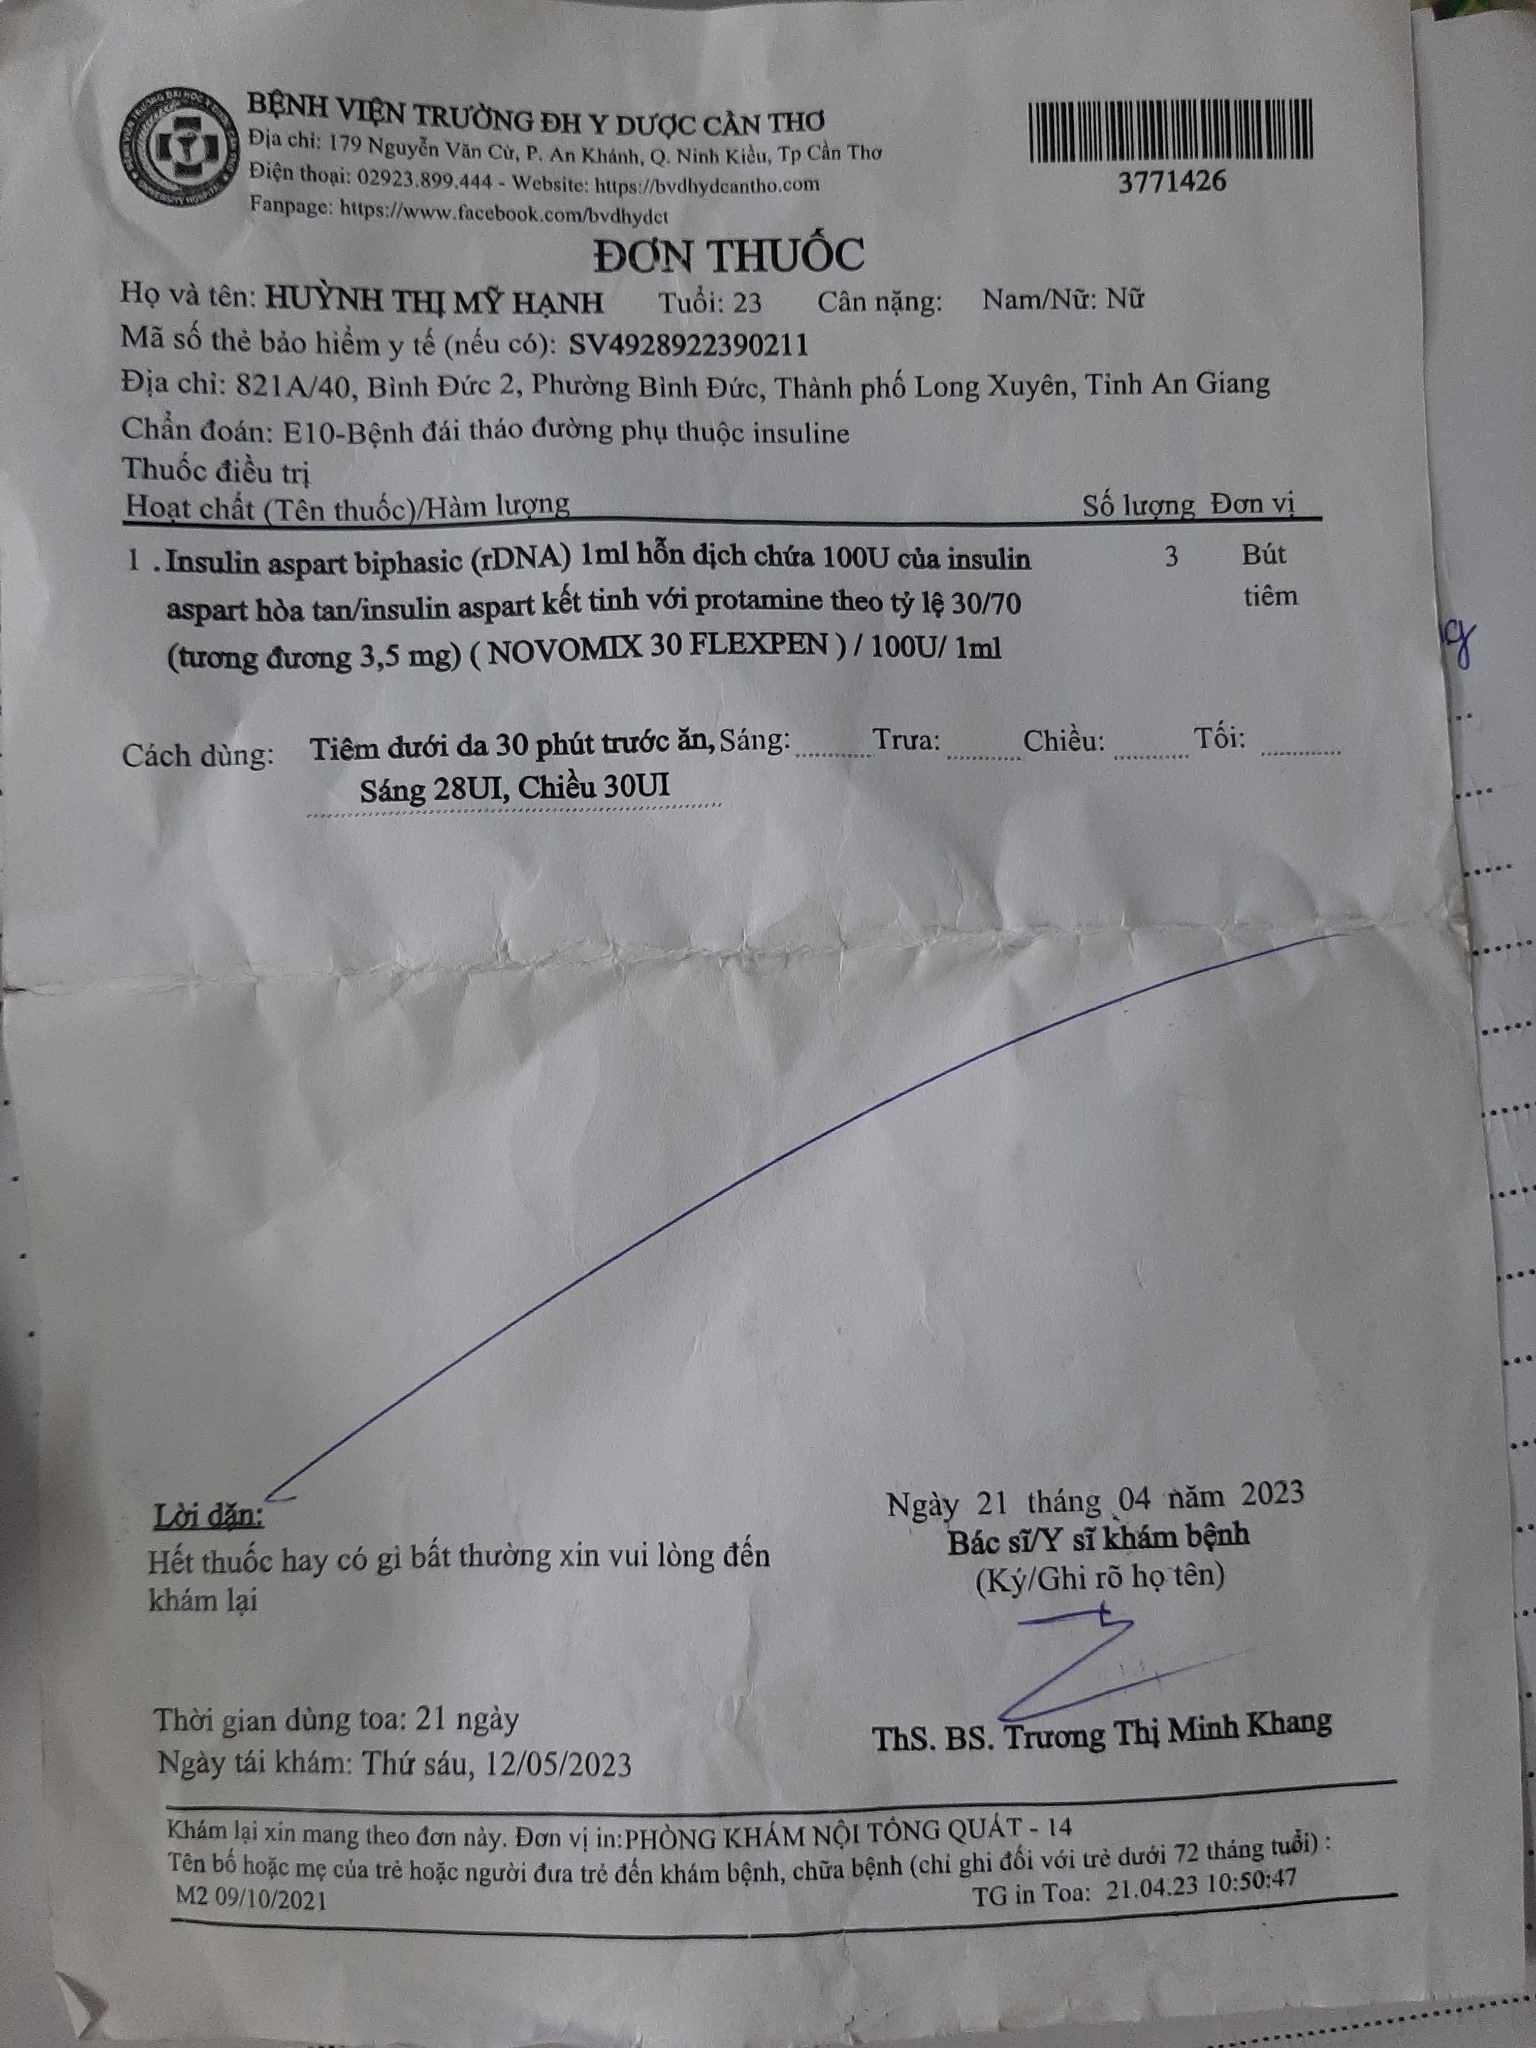 BỆNH VIỆN TRƯỜNG ĐH Y DƯỢC CẦN THƠ
Địa chỉ: 179 Nguyễn Văn Cừ, P. An Khánh, Q. Ninh Kiều, Tp Cần Thơ
Điện thoại: 02923.899.444 - Website: https://bvdhydcantho.com
Fanpage: https://www.facebook.com/bvdhydct
3771426
ĐƠN THUỐC
Họ và tên: HUỲNH THỊ MỸ HẠNH Tuổi: 23 Cân nặng: Nam/Nữ: Nữ
Mã số thẻ bảo hiểm y tế (nếu có): SV4928922390211
Địa chỉ: 821A/40, Bình Đức 2, Phường Bình Đức, Thành phố Long Xuyên, Tỉnh An Giang
Chẩn đoán: E10-Bệnh đái tháo đường phụ thuộc insuline
Thuốc điều trị
Hoạt chất (Tên thuốc)/Hàm lượng Số lượng Đơn vị
1 . Insulin aspart biphasic (rDNA) 1ml hỗn dịch chứa 100U của insulin 3 Bút
aspart hòa tan/insulin aspart kết tinh với protamine theo tỷ lệ 30/70 tiêm
(tương đương 3,5 mg) ( NOVOMIX 30 FLEXPEN ) / 100U/ 1ml
Cách dùng: Tiêm dưới da 30 phút trước ăn, Sáng: Trưa: Chiều: Tối:
Sáng 28UI, Chiều 30UI
Lời dặn:
Hết thuốc hay có gì bất thường xin vui lòng đến
khám lại
Ngày 21 tháng 04 năm 2023
Bác sĩ/Y sĩ khám bệnh
(Ký/Ghi rõ họ tên)
Thời gian dùng toa: 21 ngày
Ngày tái khám: Thứ sáu, 12/05/2023
ThS. BS. Trương Thị Minh Khang
Khám lại xin mang theo đơn này. Đơn vị in:PHÒNG KHÁM NỘI TỔNG QUÁT - 14
Tên bố hoặc mẹ của trẻ hoặc người đưa trẻ đến khám bệnh, chữa bệnh (chỉ ghi đối với trẻ dưới 72 tháng tuổi) :
M2 09/10/2021 TG in Toa: 21.04.23 10:50:47